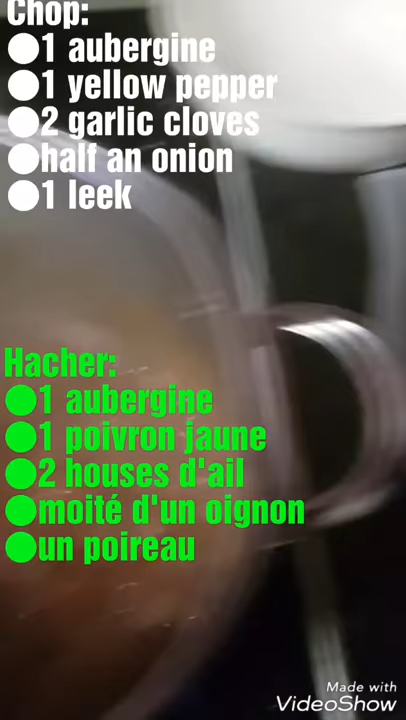 Chop:
●1 aubergine
●1 yellow pepper
●2 garlic cloves
●half an onion
●1 leek
Hacher:
●1 aubergine
●1 poivron jaune
●2 houses d'ail
●moité d'un oignon
●un poireau
Made with
VideoShow